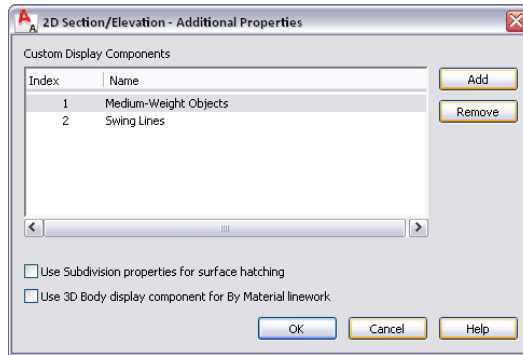 2D Section/Elevation - Additional Properties
Custom Display Components
Index Name
Add
1 Medium-Weight Objects
Remove
2 Swing Lines
Use Subdivision properties for surface hatching
Use 3D Body display component for By Material linework
OK Cancel Help